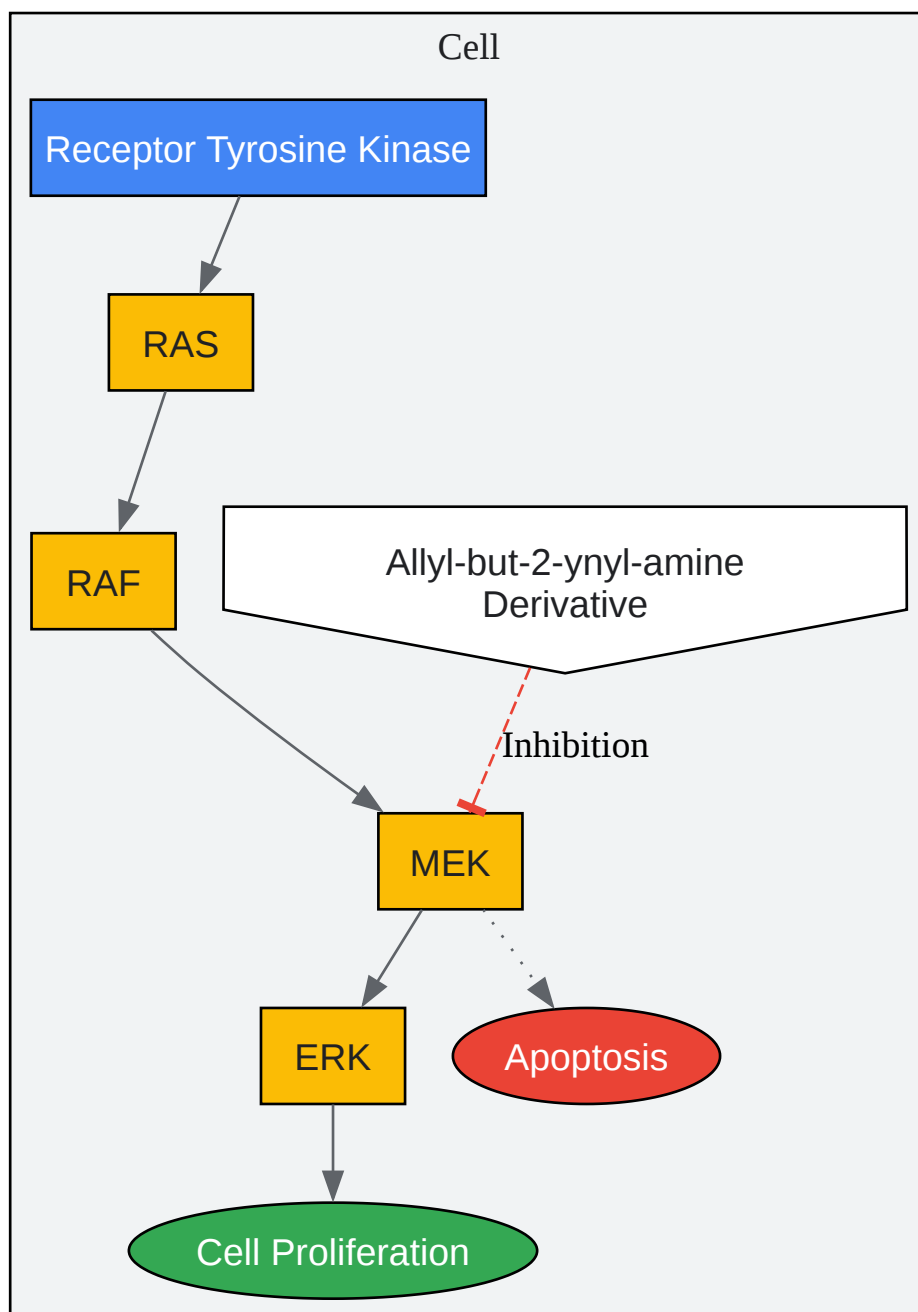 Cell
Receptor Tyrosine Kinase
RAS
RAF
Allyl-but-2-ynyl-amine
Derivative
Inhibition
MEK
ERK
Apoptosis
Cell Proliferation